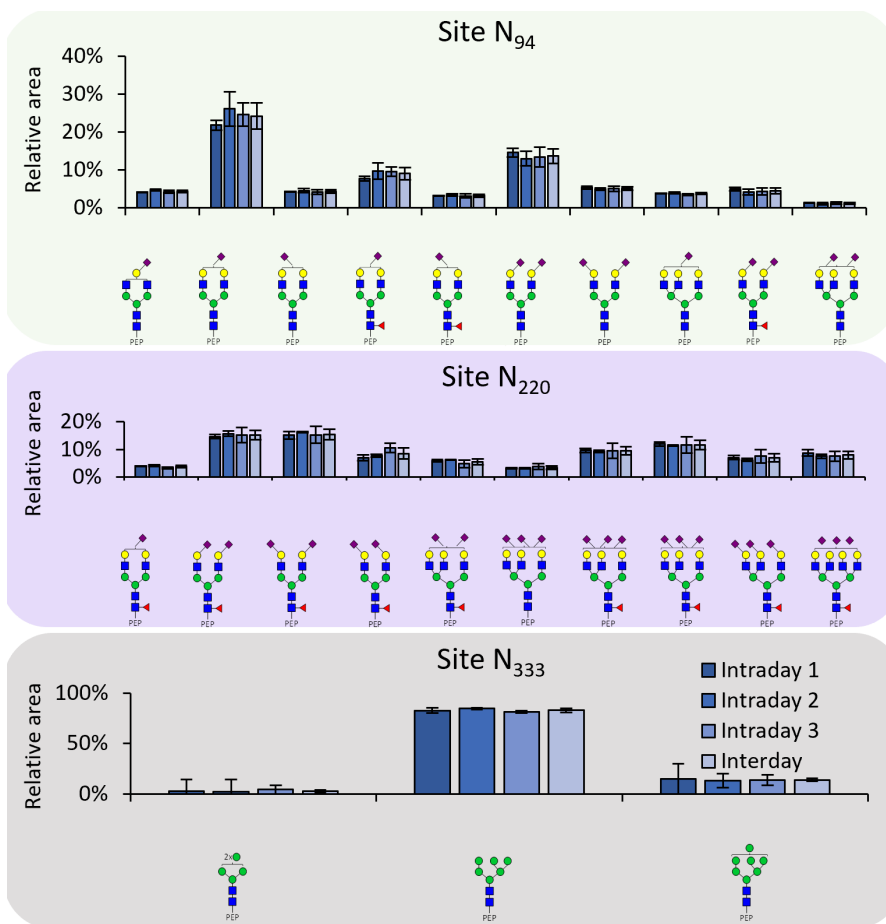 Site N94
Relative area
40%
30%
20%
10%
0%
PEP PEP PEP PEP PEP PEP PEP PEP PEP PEP
Site N220
Relative area
20%
10%
0%
PEP PEP PEP PEP PEP PEP PEP PEP PEP PEP
Site N333
Relative area
100%
50%
0%
Intraday 1
Intraday 2
Intraday 3
Interday
2x
PEP PEP PEP